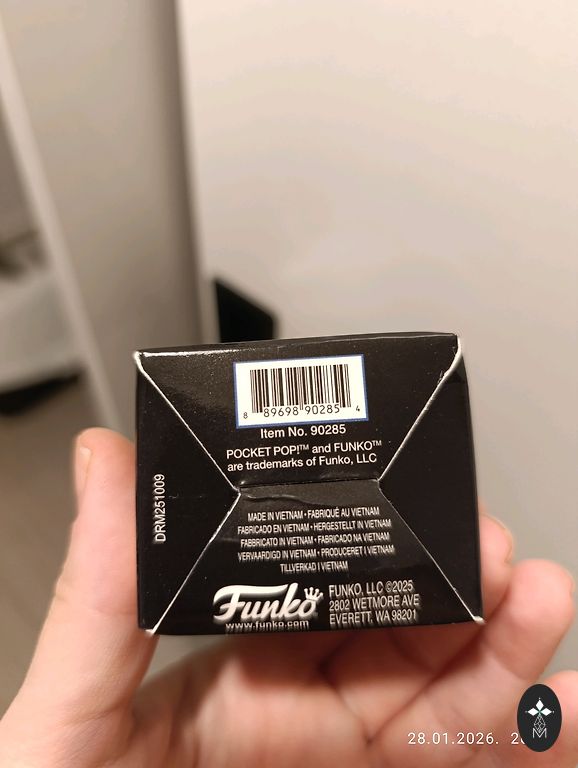 8 89698 90285 4
Item No. 90285
POCKET POP!™ and FUNKO™
are trademarks of Funko, LLC
DRM251009
MADE IN VIETNAM • FABRIQUÉ AU VIETNAM
FABRICADO EN VIETNAM • HERGESTELLT IN VIETNAM
FABBRICATO IN VIETNAM • FABRICADO NA VIETNAM
VERVAARDIGD IN VIETNAM • PRODUCERET I VIETNAM
TILLVERKAD I VIETNAM
Funko
www.funko.com
FUNKO, LLC ©2025
2802 WETMORE AVE
EVERETT, WA 98201
28.01.2026.
M